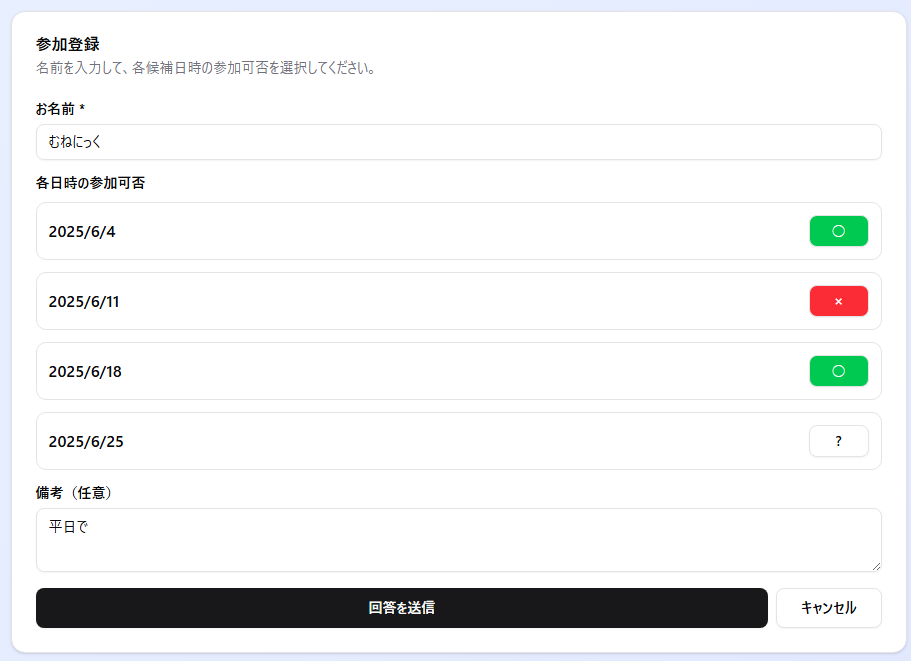 参加登録
名前を入力して、各候補日時の参加可否を選択してください。
お名前 *
むねにっく
各日時の参加可否
2025/6/4 〇
2025/6/11 ×
2025/6/18 〇
2025/6/25 ?
備考（任意）
平日で
回答を送信 キャンセル